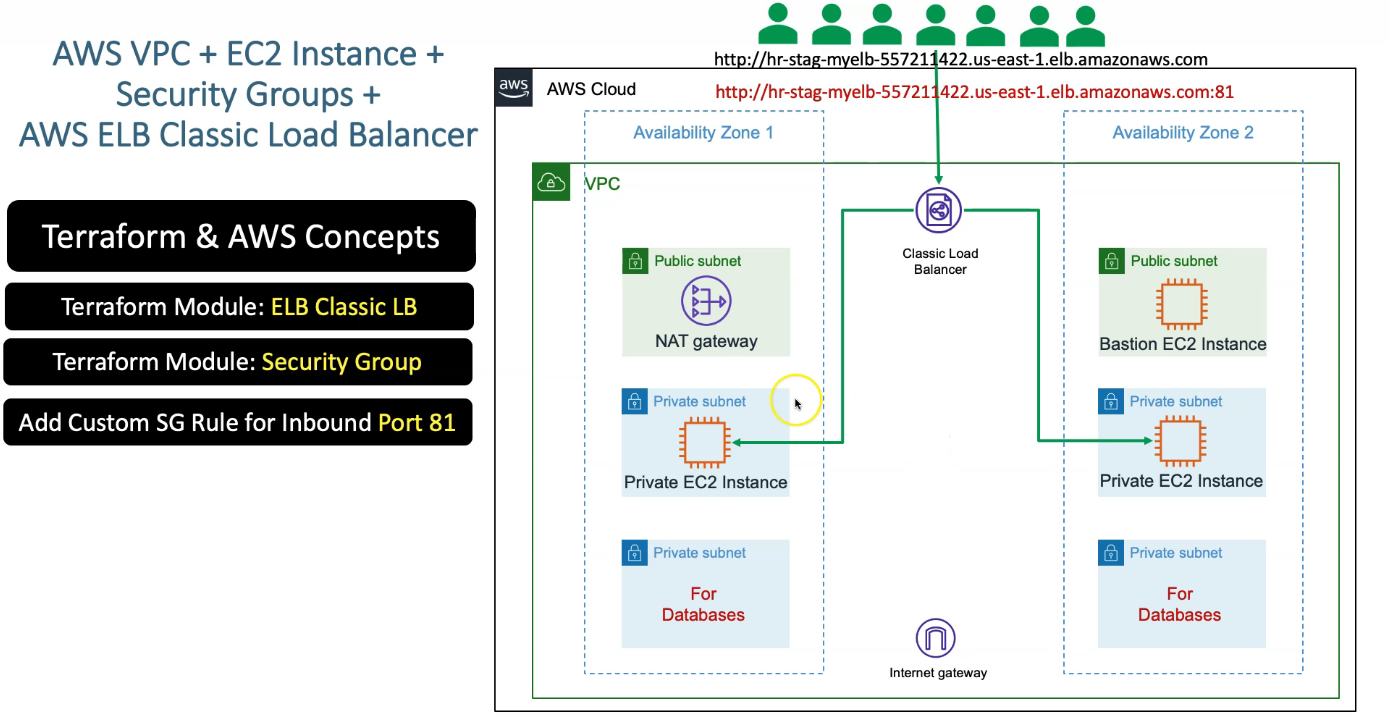 AWS VPC + EC2 Instance +
Security Groups +
AWS ELB Classic Load Balancer
Terraform & AWS Concepts
Terraform Module: ELB Classic LB
Terraform Module: Security Group
Add Custom SG Rule for Inbound Port 81
http://hr-stag-myelb-557211422.us-east-1.elb.amazonaws.com
aws
AWS Cloud
http://hr-stag-myelb-557211422.us-east-1.elb.amazonaws.com:81
Availability Zone 1
Availability Zone 2
VPC
Classic Load
Balancer
Public subnet
NAT gateway
Public subnet
Bastion EC2 Instance
Private subnet
Private EC2 Instance
Private subnet
Private EC2 Instance
Private subnet
For
Databases
Private subnet
For
Databases
Internet gateway